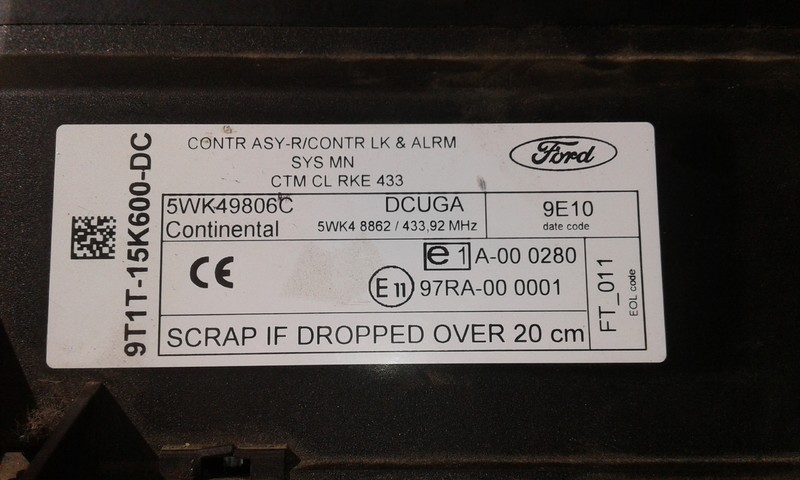 9T1T-15K600-DC
CONTR ASY-R/CONTR LK & ALRM
SYS MN
CTM CL RKE 433
Ford
5WK49806C DCUGA
Continental 5WK4 8862 / 433,92 MHz
9E10
date code
CE
e 1 A-00 0280
E 11 97RA-00 0001
FT_011
EOL code
SCRAP IF DROPPED OVER 20 cm